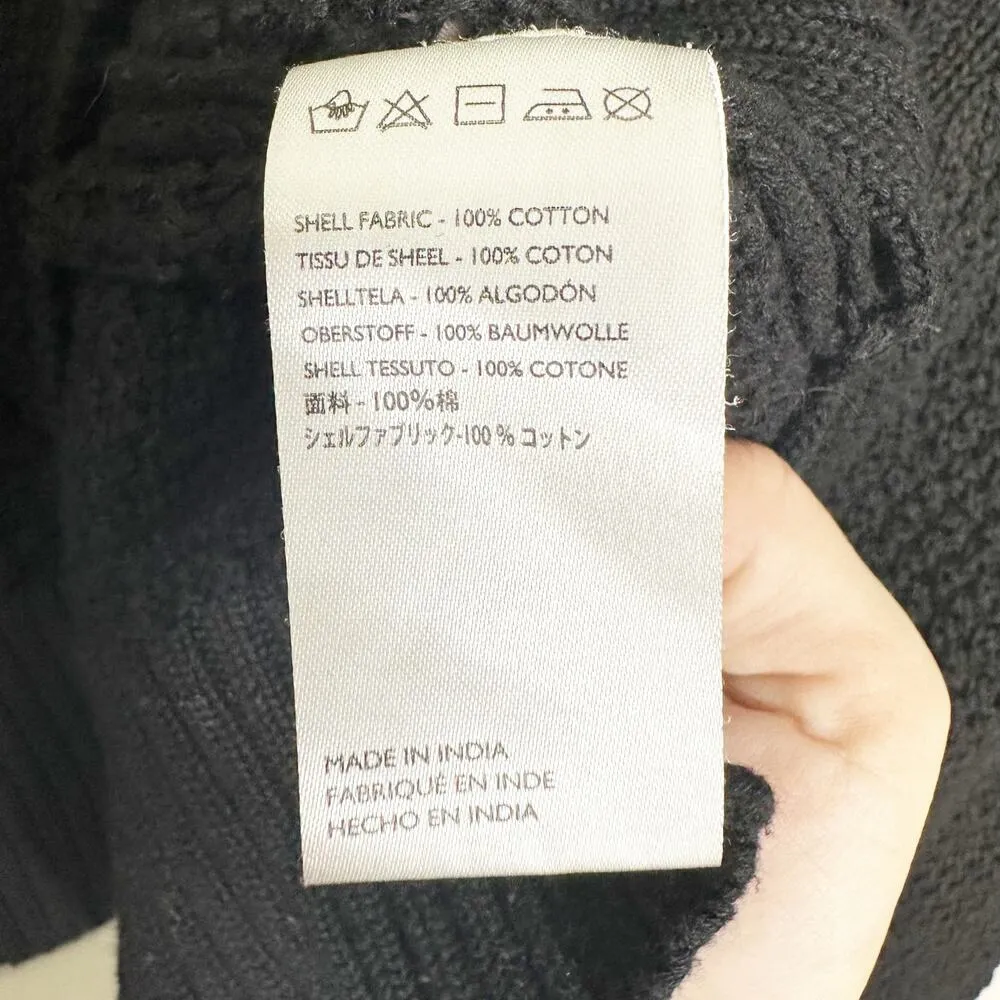 SHELL FABRIC - 100% COTTON
TISSU DE SHEEL - 100% COTON
SHELLTELA - 100% ALGODÓN
OBERSTOFF - 100% BAUMWOLLE
SHELL TESSUTO - 100% COTONE
面料 - 100%棉
シェルファブリック-100 % コットン
MADE IN INDIA
FABRIQUÉ EN INDE
HECHO EN INDIA